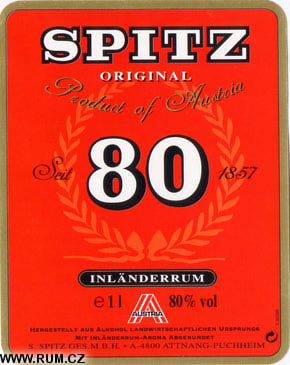 SPITZ
ORIGINAL
Product of Austria
Seit 80 1857
INLÄNDERRUM
e 1 l AUSTRIA 80% vol
HERGESTELLT AUS ALKOHOL LANDWIRTSCHAFTLICHEN URSPRUNGS
MIT INLÄNDERRUM-AROMA ABGERUNDET
S. SPITZ GES.M.B.H. · A-4800 ATTNANG-PUCHHEIM
WWW.RUM.CZ